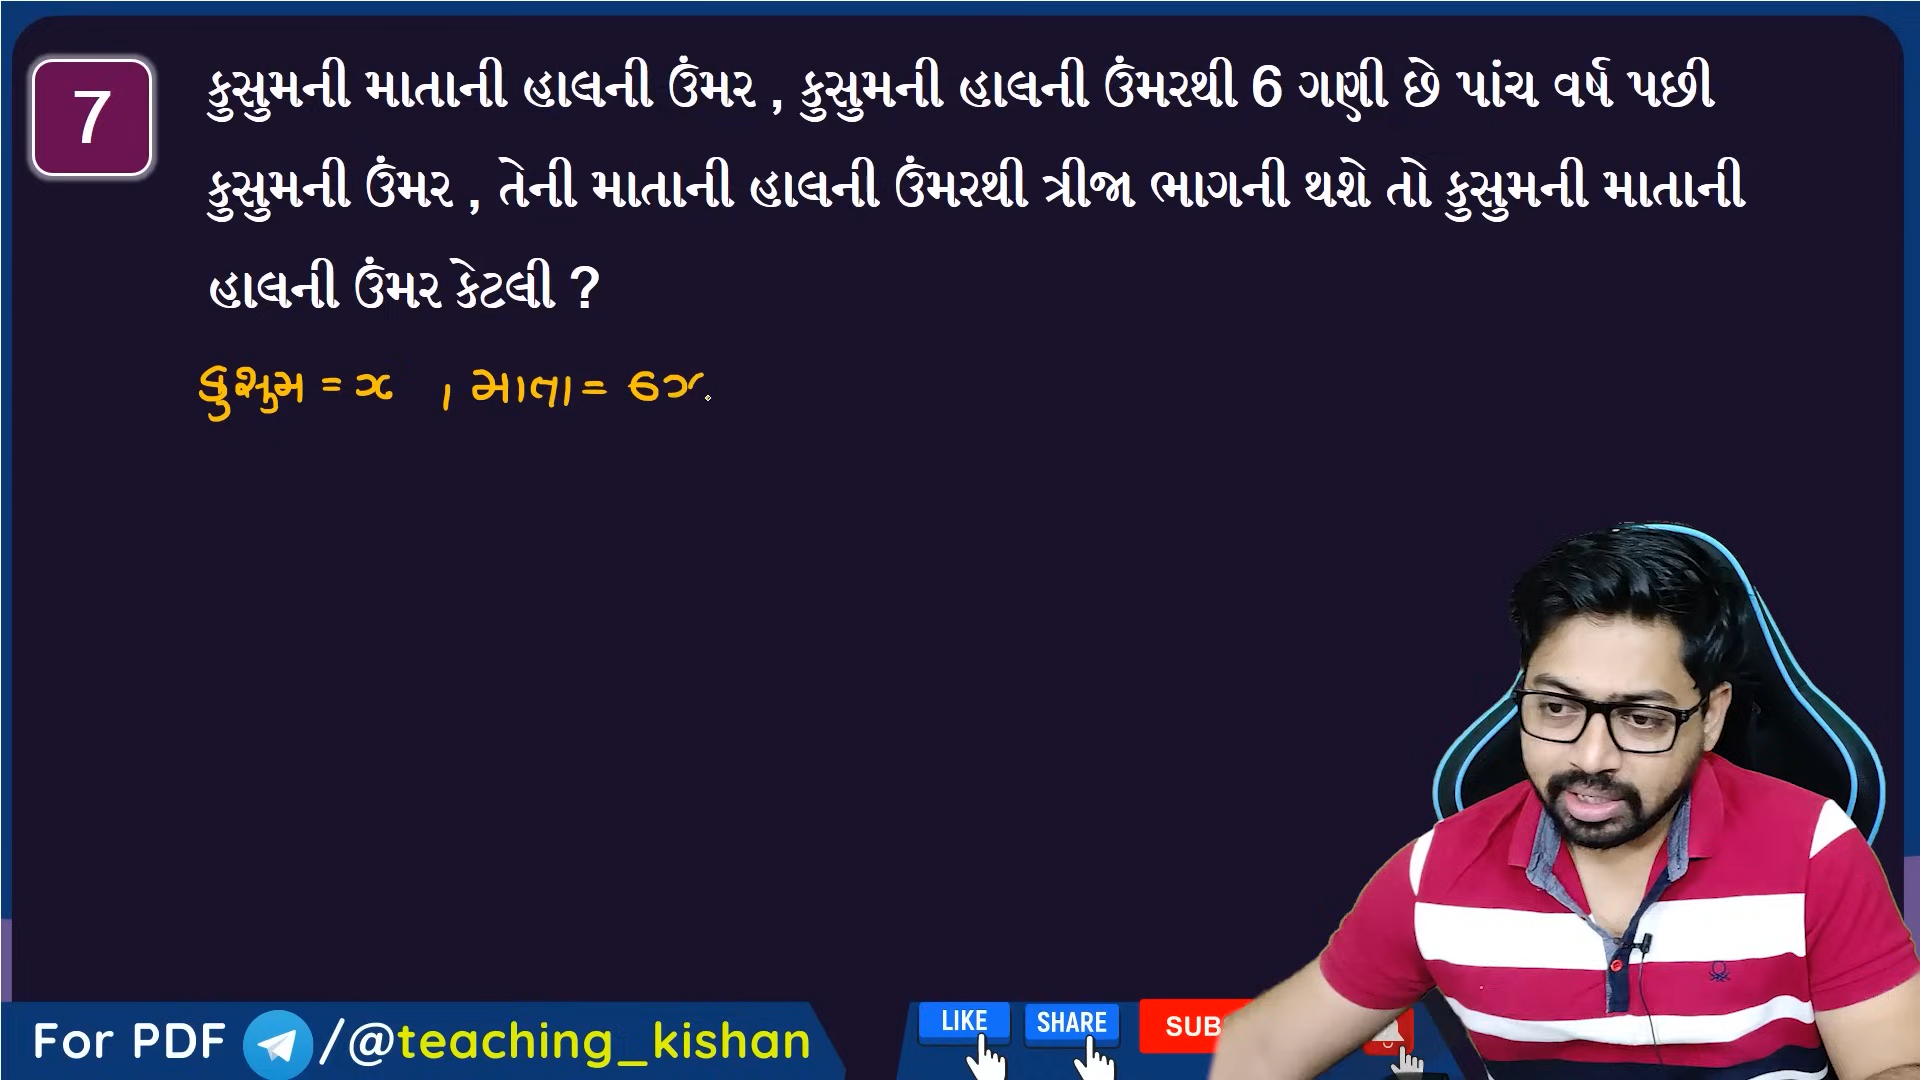 7
કુસુમની માતાની હાલની ઉંમર , કુસુમની હાલની ઉંમરથી 6 ગણી છે પાંચ વર્ષ પછી
કુસુમની ઉંમર , તેની માતાની હાલની ઉંમરથી ત્રીજા ભાગની થશે તો કુસુમની માતાની
હાલની ઉંમર કેટલી ?
કુસુમ = x , માતા = 6x
For PDF /@teaching_kishan
LIKE SHARE